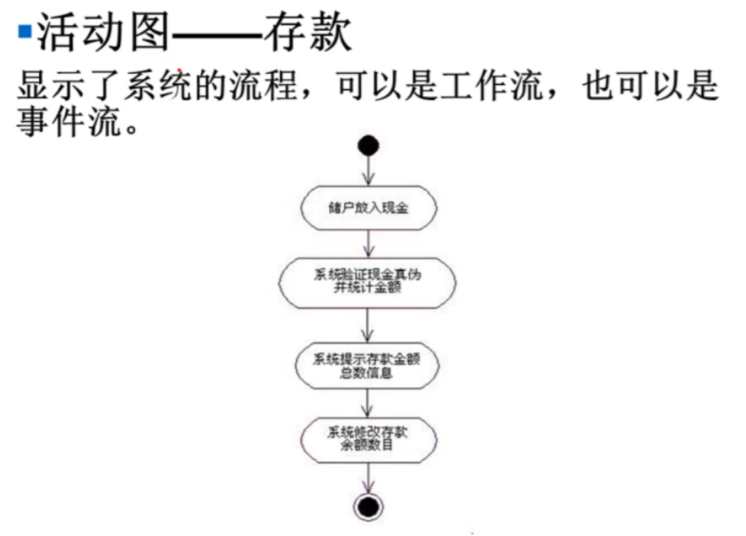 活动图——存款
显示了系统的流程，可以是工作流，也可以是
事件流。
储户放入现金
系统验证现金真伪
并统计金额
系统提示存款金额
总数信息
系统修改存款
余额数目